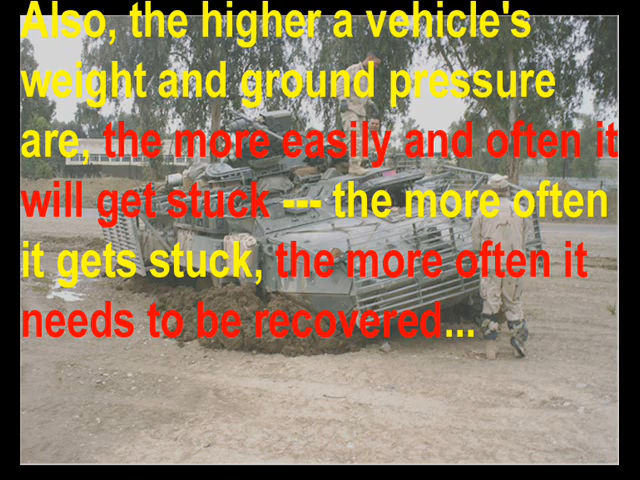 Also, the higher a vehicle's
weight and ground pressure
are, the more easily and often it
will get stuck --- the more often
it gets stuck, the more often it
needs to be recovered...